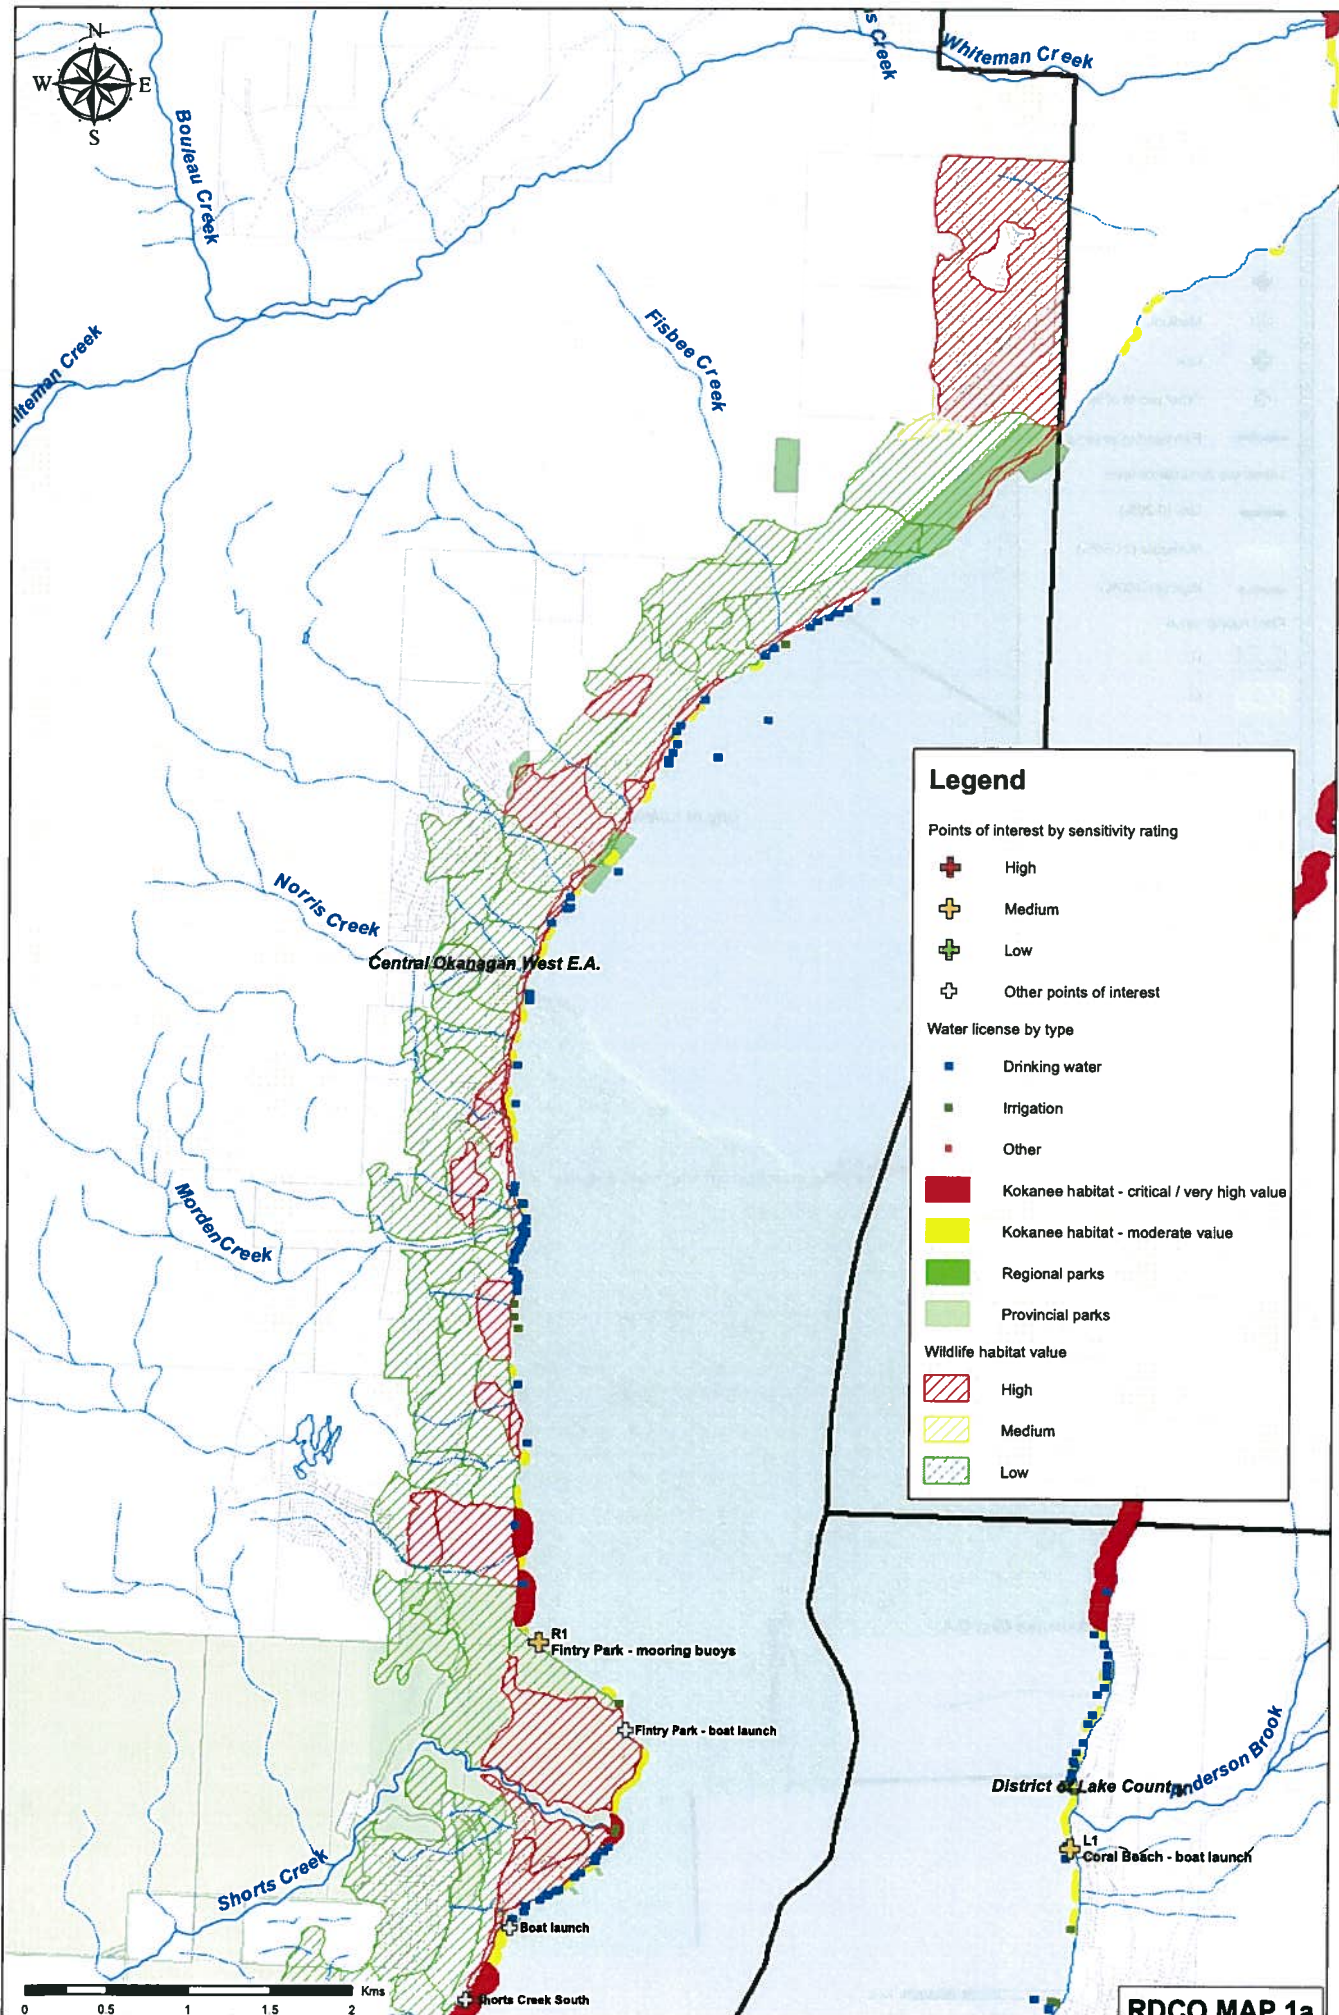 N
W E
S
s Creek
Whiteman Creek
Bouleau Creek
hiteman Creek
Fisbee Creek
Norris Creek
Central Okanagan West E.A.
Morden Creek
Legend
Points of interest by sensitivity rating
High
Medium
Low
Other points of interest
Water license by type
Drinking water
Irrigation
Other
Kokanee habitat - critical / very high value
Kokanee habitat - moderate value
Regional parks
Provincial parks
Wildlife habitat value
High
Medium
Low
R1
Fintry Park - mooring buoys
Fintry Park - boat launch
District of Lake Country
Anderson Brook
L1
Coral Beach - boat launch
Shorts Creek
Boat launch
Shorts Creek South
Kms
0 0.5 1 1.5 2
RDCO MAP 1a